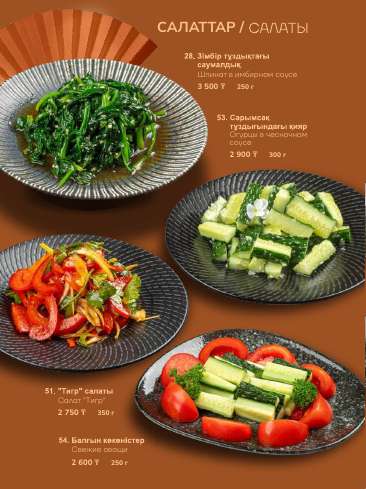 САЛАТТАР / САЛАТЫ
28. Зімбір тұздықтағы
саумалдық
Шпинат в имбирном соусе
3 500 ₸ 250 г
53. Сарымсақ
тұздығындағы қияр
Огурцы в чесночном
соусе
2 900 ₸ 300 г
51. "Тигр" салаты
Салат "Тигр"
2 750 ₸ 350 г
54. Балғын көкөністер
Свежие овощи
2 600 ₸ 250 г